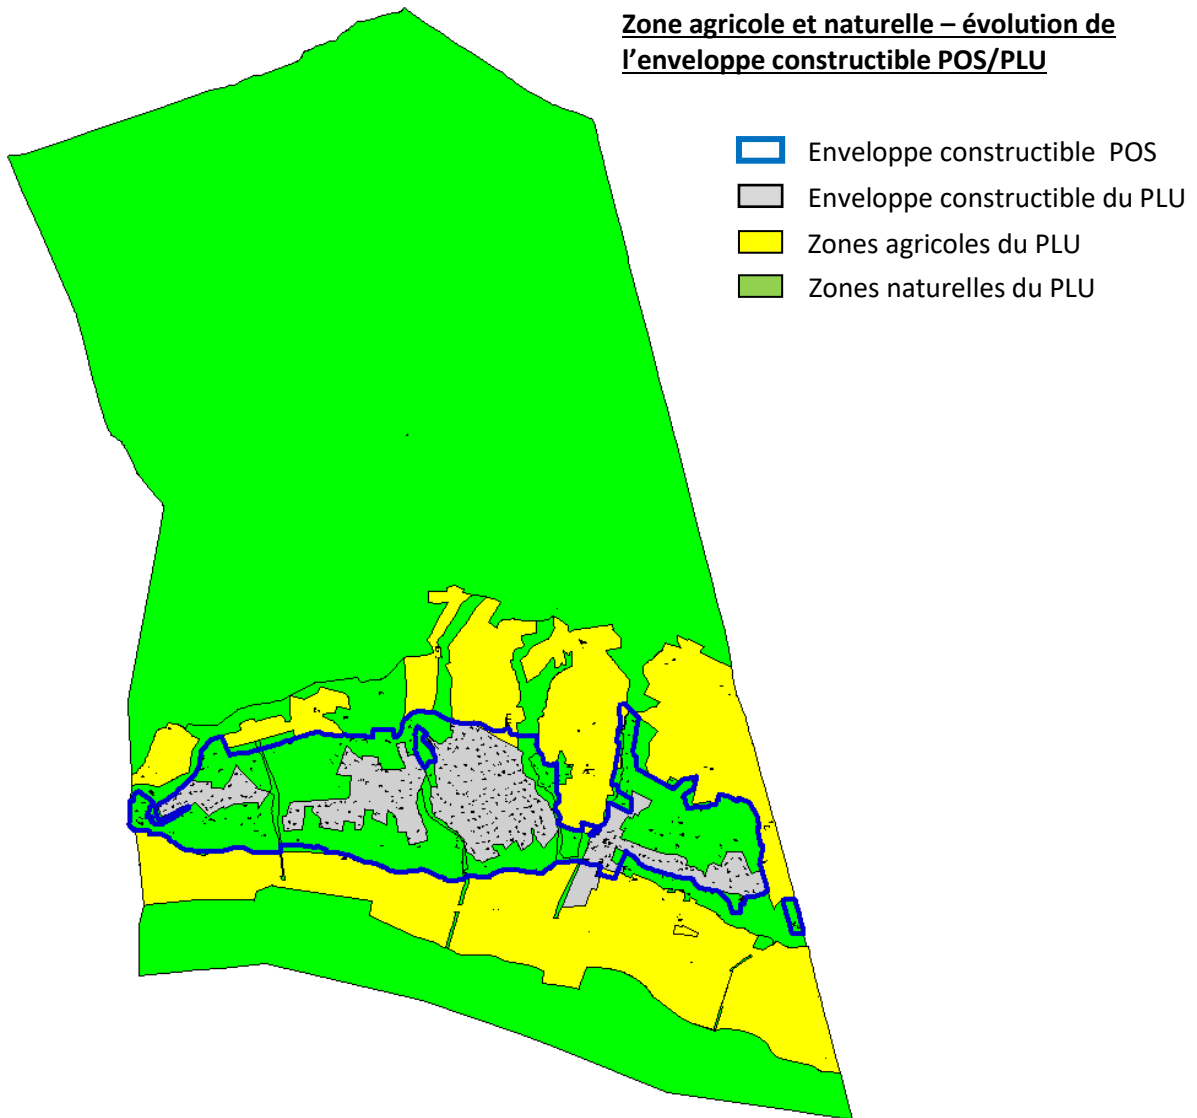 Zone agricole et naturelle – évolution de
l’enveloppe constructible POS/PLU
Enveloppe constructible POS
Enveloppe constructible du PLU
Zones agricoles du PLU
Zones naturelles du PLU